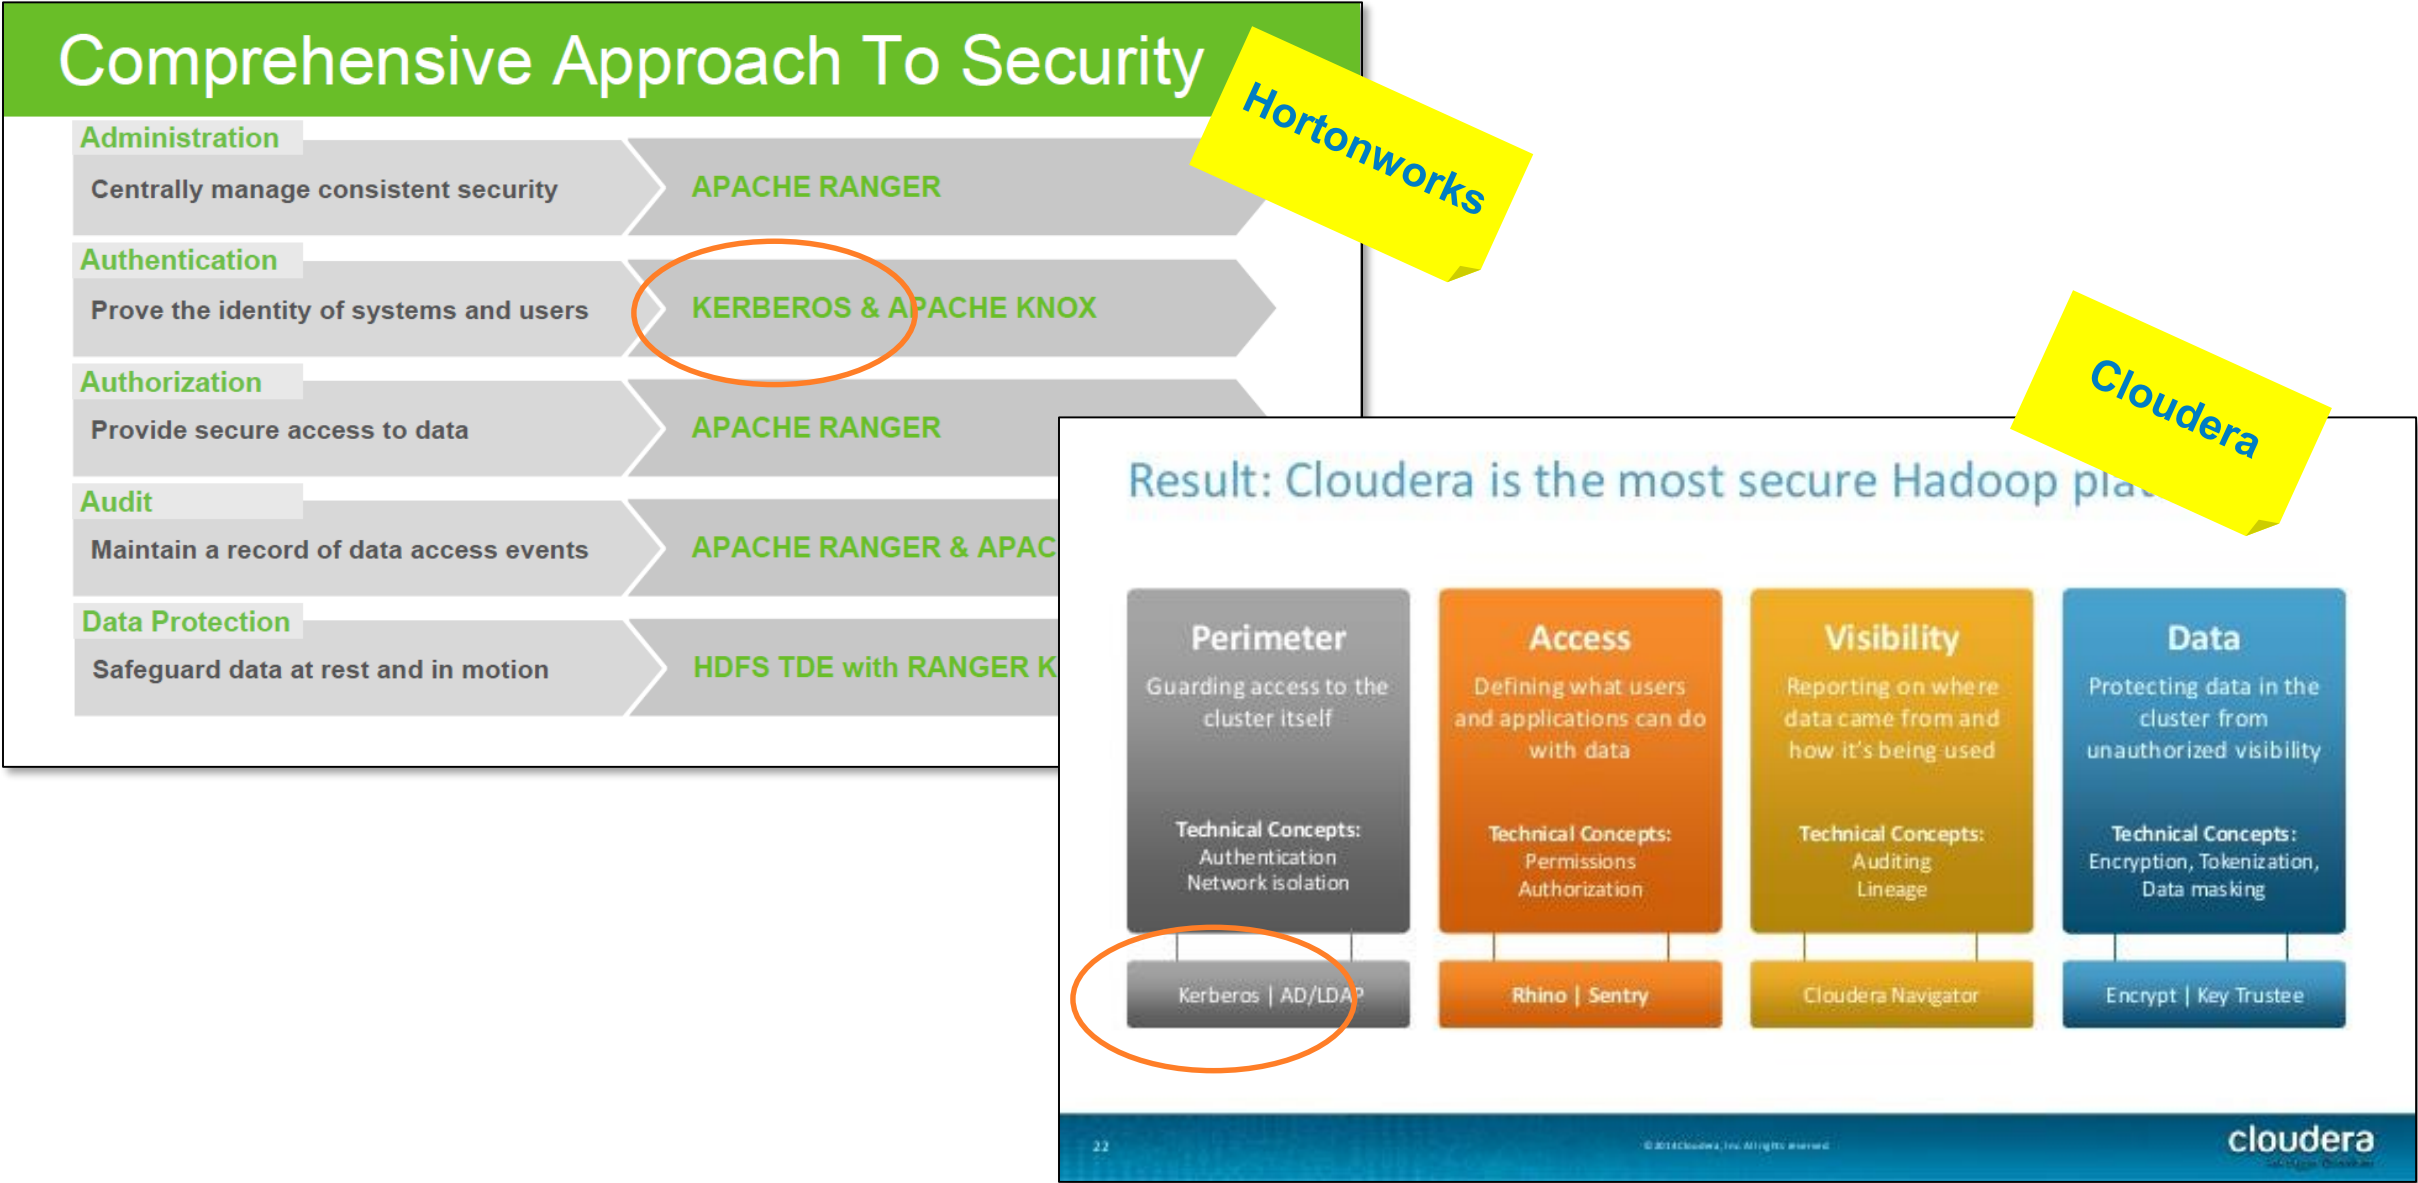 Comprehensive Approach To Security
Hortonworks
Administration
Centrally manage consistent security
APACHE RANGER
Authentication
Prove the identity of systems and users
KERBEROS & APACHE KNOX
Authorization
Provide secure access to data
APACHE RANGER
Audit
Maintain a record of data access events
APACHE RANGER & APAC
Data Protection
Safeguard data at rest and in motion
HDFS TDE with RANGER K
Cloudera
Result: Cloudera is the most secure Hadoop
Perimeter
Guarding access to the
cluster itself
Technical Concepts:
Authentication
Network isolation
Kerberos | AD/LDAP
Access
Defining what users
and applications can do
with data
Technical Concepts:
Permissions
Authorization
Rhino | Sentry
Visibility
Reporting on where
data came from and
how it's being used
Technical Concepts:
Auditing
Lineage
Cloudera Navigator
Data
Protecting data in the
cluster from
unauthorized visibility
Technical Concepts:
Encryption, Tokenization,
Data masking
Encrypt | Key Trustee
22
©2014 Cloudera, Inc. All rights reserved.
cloudera